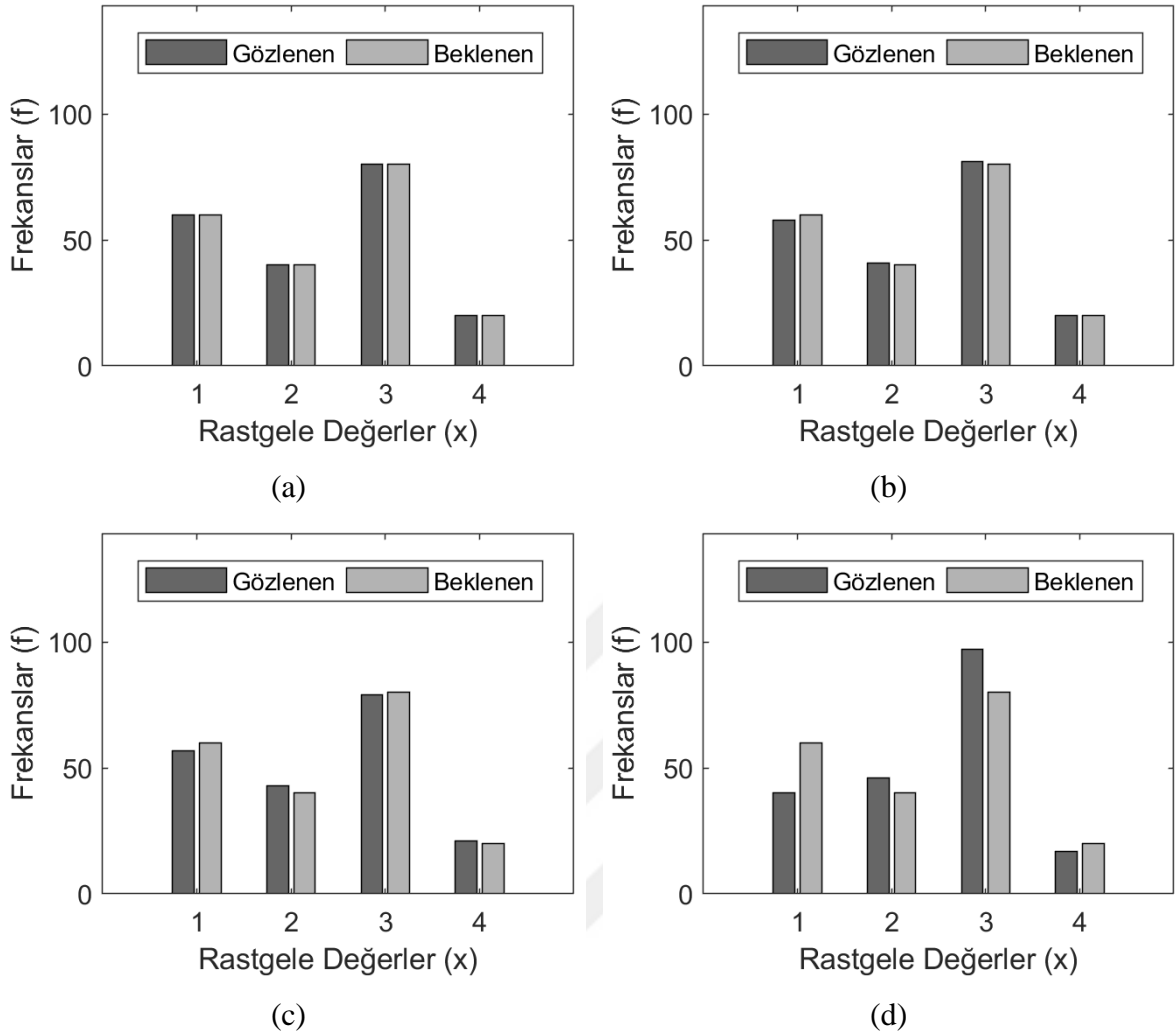 Gözlenen Beklenen
100
50
0
Frekanslar (f)
1 2 3 4
Rastgele Değerler (x)
(a)
Gözlenen Beklenen
100
50
0
Frekanslar (f)
1 2 3 4
Rastgele Değerler (x)
(b)
Gözlenen Beklenen
100
50
0
Frekanslar (f)
1 2 3 4
Rastgele Değerler (x)
(c)
Gözlenen Beklenen
100
50
0
Frekanslar (f)
1 2 3 4
Rastgele Değerler (x)
(d)